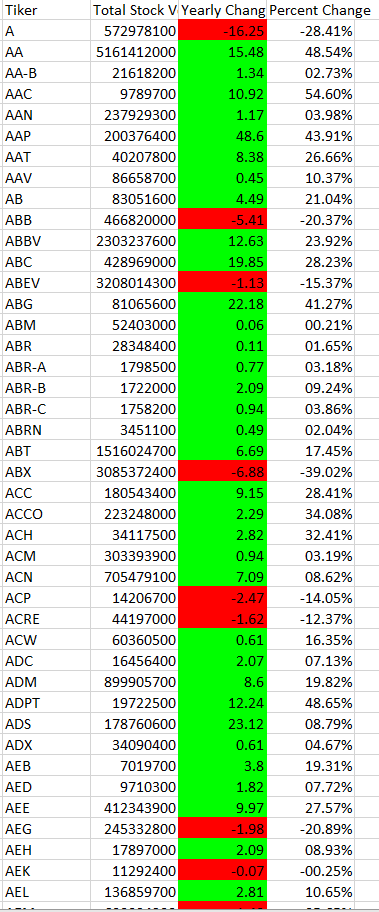 Tiker Total Stock V Yearly Chang Percent Change
A 572978100 -16.25 -28.41%
AA 5161412000 15.48 48.54%
AA-B 21618200 1.34 02.73%
AAC 9789700 10.92 54.60%
AAN 237929300 1.17 03.98%
AAP 200376400 48.6 43.91%
AAT 40207800 8.38 26.66%
AAV 86658700 0.45 10.37%
AB 83051600 4.49 21.04%
ABB 466820000 -5.41 -20.37%
ABBV 2303237600 12.63 23.92%
ABC 428969000 19.85 28.23%
ABEV 3208014300 -1.13 -15.37%
ABG 81065600 22.18 41.27%
ABM 52403000 0.06 00.21%
ABR 28348400 0.11 01.65%
ABR-A 1798500 0.77 03.18%
ABR-B 1722000 2.09 09.24%
ABR-C 1758200 0.94 03.86%
ABRN 3451100 0.49 02.04%
ABT 1516024700 6.69 17.45%
ABX 3085372400 -6.88 -39.02%
ACC 180543400 9.15 28.41%
ACCO 223248000 2.29 34.08%
ACH 34117500 2.82 32.41%
ACM 303393900 0.94 03.19%
ACN 705479100 7.09 08.62%
ACP 14206700 -2.47 -14.05%
ACRE 44197000 -1.62 -12.37%
ACW 60360500 0.61 16.35%
ADC 16456400 2.07 07.13%
ADM 899905700 8.6 19.82%
ADPT 19722500 12.24 48.65%
ADS 178760600 23.12 08.79%
ADX 34090400 0.61 04.67%
AEB 7019700 3.8 19.31%
AED 9710300 1.82 07.72%
AEE 412343900 9.97 27.57%
AEG 245332800 -1.98 -20.89%
AEH 17897000 2.09 08.93%
AEK 11292400 -0.07 -00.25%
AEL 136859700 2.81 10.65%